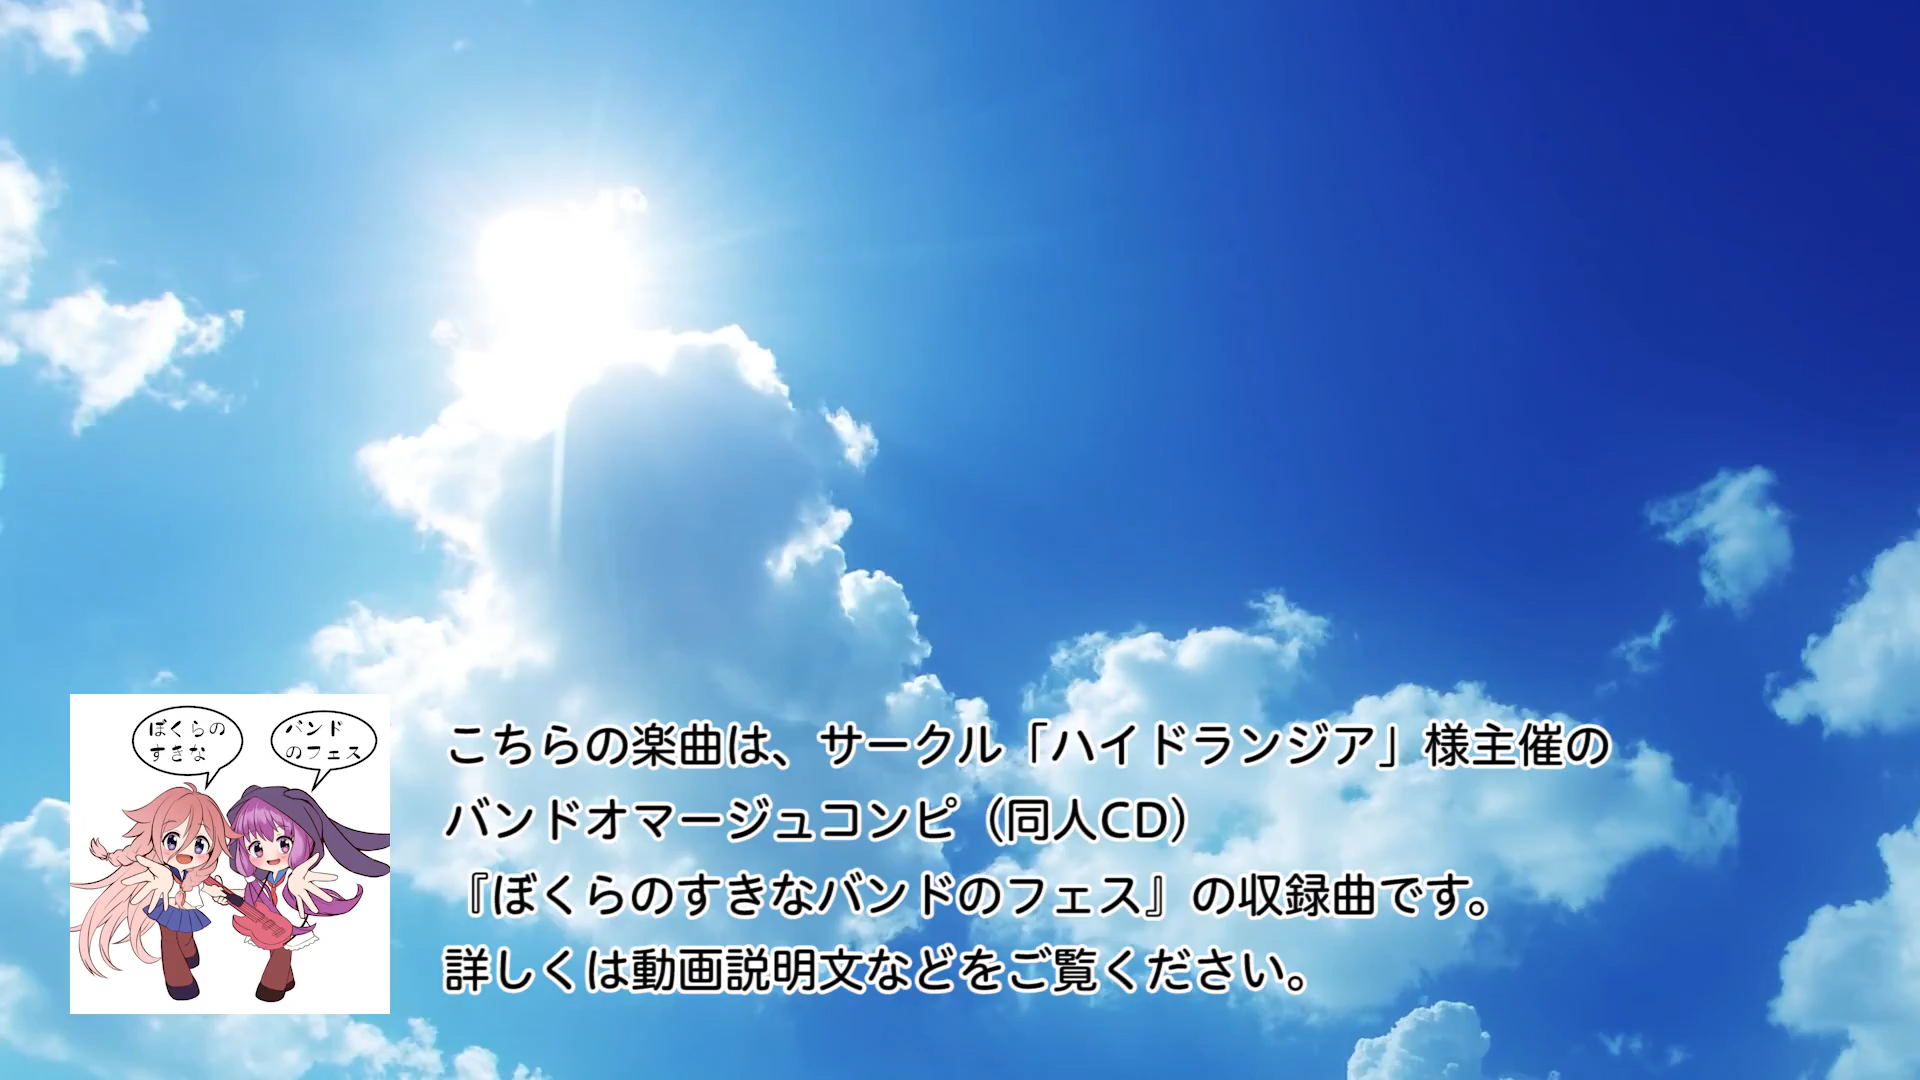 ぼくらの
すきな
バンド
のフェス
こちらの楽曲は、サークル「ハイドランジア」様主催の
バンドオマージュコンピ（同人CD）
『ぼくらのすきなバンドのフェス』の収録曲です。
詳しくは動画説明文などをご覧ください。